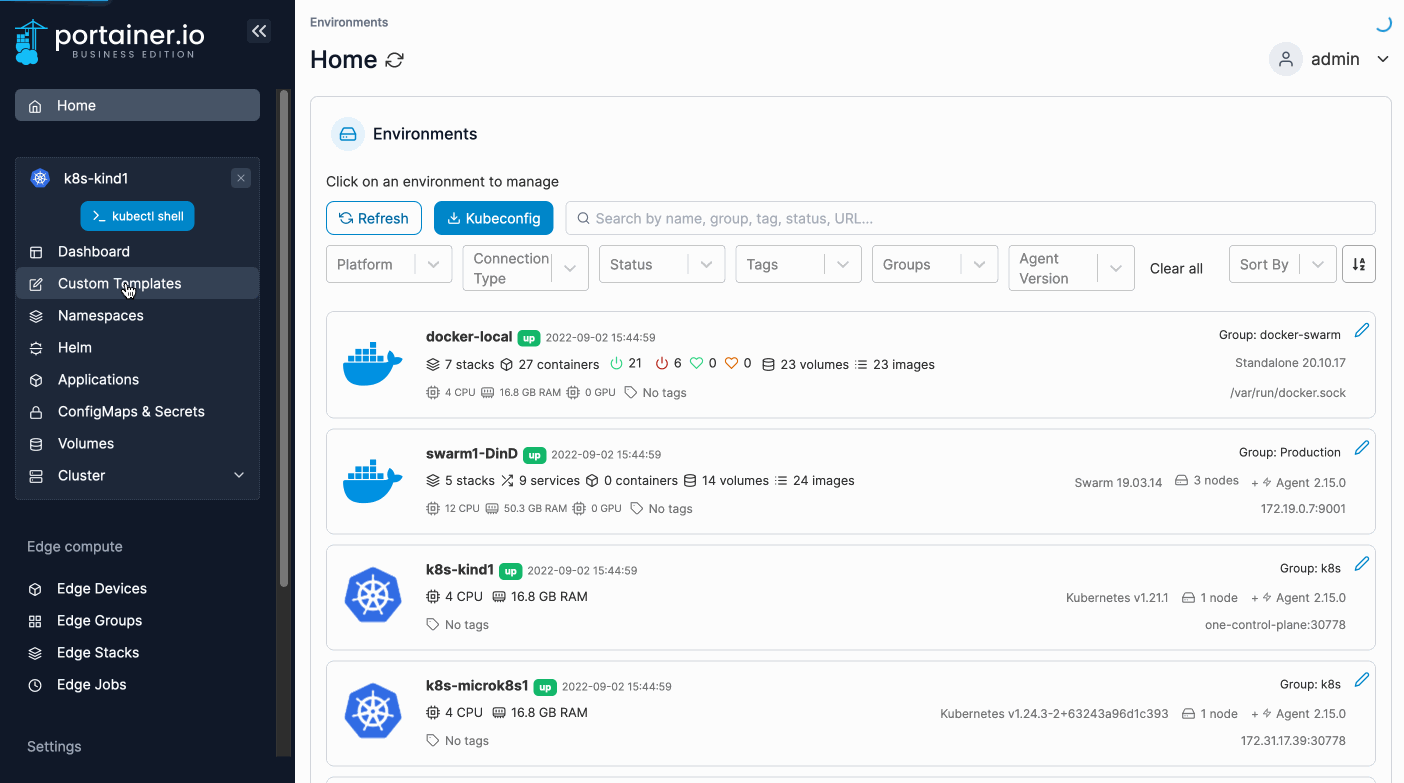 portainer.io
BUSINESS EDITION
Home
k8s-kind1
kubectl shell
Dashboard
Custom Templates
Namespaces
Helm
Applications
ConfigMaps & Secrets
Volumes
Cluster
Edge compute
Edge Devices
Edge Groups
Edge Stacks
Edge Jobs
Settings
Environments
Home
admin
Environments
Click on an environment to manage
Refresh
Kubeconfig
Search by name, group, tag, status, URL...
Platform
Connection
Type
Status
Tags
Groups
Agent
Version
Clear all
Sort By
docker-local up 2022-09-02 15:44:59
Group: docker-swarm
7 stacks 27 containers 21 6 0 0 23 volumes 23 images
Standalone 20.10.17
4 CPU 16.8 GB RAM 0 GPU No tags
/var/run/docker.sock
swarm1-DinD up 2022-09-02 15:44:59
Group: Production
5 stacks 9 services 0 containers 14 volumes 24 images
Swarm 19.03.14 3 nodes + Agent 2.15.0
12 CPU 50.3 GB RAM 0 GPU No tags
172.19.0.7:9001
k8s-kind1 up 2022-09-02 15:44:59
Group: k8s
4 CPU 16.8 GB RAM
Kubernetes v1.21.1 1 node + Agent 2.15.0
No tags
one-control-plane:30778
k8s-microk8s1 up 2022-09-02 15:44:59
Group: k8s
4 CPU 16.8 GB RAM
Kubernetes v1.24.3-2+63243a96d1c393 1 node + Agent 2.15.0
No tags
172.31.17.39:30778